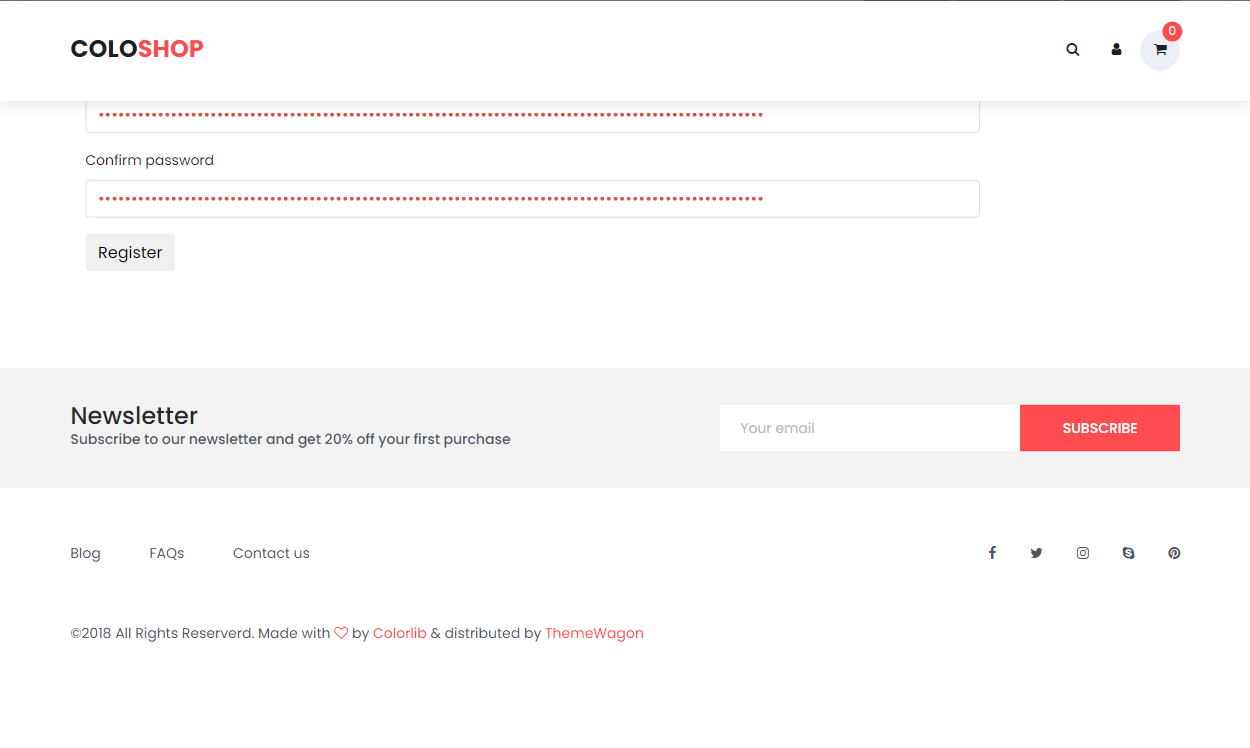 COLOSHOP
0
Confirm password
Register
Newsletter
Subscribe to our newsletter and get 20% off your first purchase
Your email
SUBSCRIBE
Blog FAQs Contact us
©2018 All Rights Reserverd. Made with ♡ by Colorlib & distributed by ThemeWagon